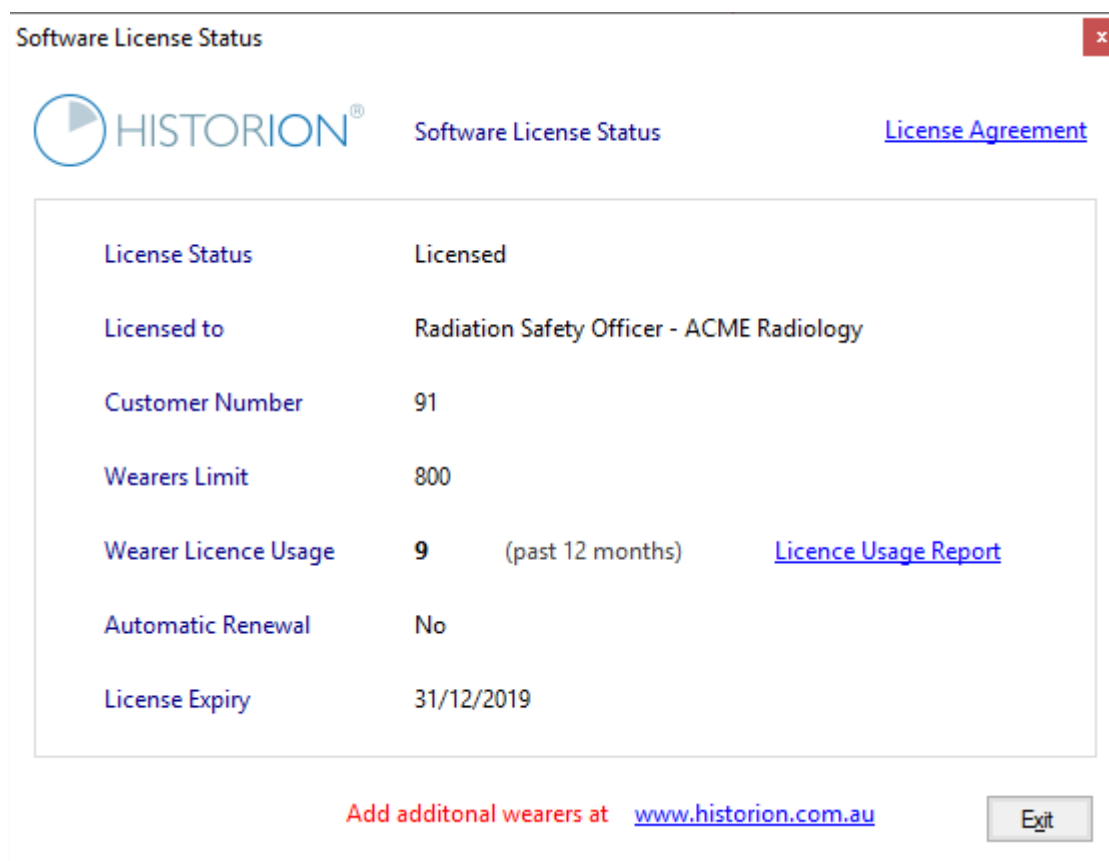 Software License Status
x
HISTORION® Software License Status License Agreement
License Status Licensed
Licensed to Radiation Safety Officer - ACME Radiology
Customer Number 91
Wearers Limit 800
Wearer Licence Usage 9 (past 12 months) Licence Usage Report
Automatic Renewal No
License Expiry 31/12/2019
Add additonal wearers at www.historion.com.au Exit